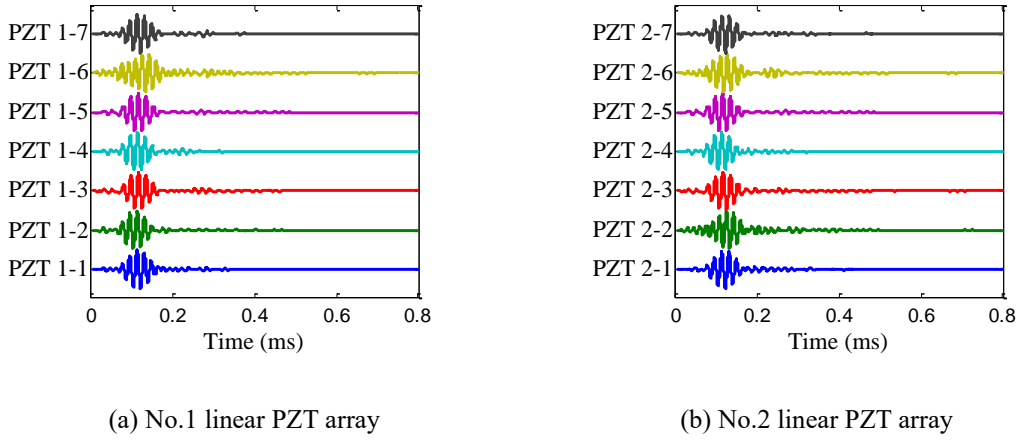 PZT 1-7
PZT 1-6
PZT 1-5
PZT 1-4
PZT 1-3
PZT 1-2
PZT 1-1
0 0.2 0.4 0.6 0.8
Time (ms)
(a) No.1 linear PZT array
PZT 2-7
PZT 2-6
PZT 2-5
PZT 2-4
PZT 2-3
PZT 2-2
PZT 2-1
0 0.2 0.4 0.6 0.8
Time (ms)
(b) No.2 linear PZT array